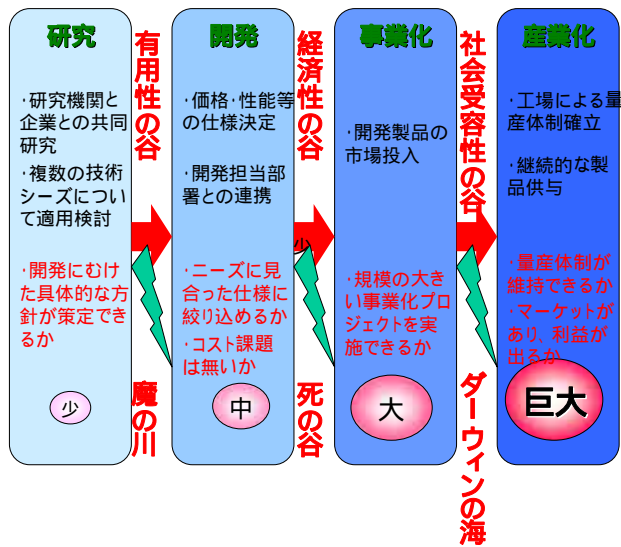 研究
・研究機関と
企業との共同
研究
・複数の技術
シーズについ
て適用検討
・開発にむけ
た具体的な方
針が策定でき
るか
少
有用性の谷
魔の川
開発
・価格・性能等
の仕様決定
・開発担当部
署との連携
・ニーズに見
合った仕様に
絞り込めるか
・コスト課題
は無いか
中
経済性の谷
少
死の谷
事業化
・開発製品の
市場投入
・規模の大き
い事業化プロ
ジェクトを実
施できるか
大
社会受容性の谷
ダーウィンの海
産業化
・工場による量
産体制確立
・継続的な製
品供与
・量産体制が
維持できるか
・マーケットが
あり、利益が
出るか
巨大